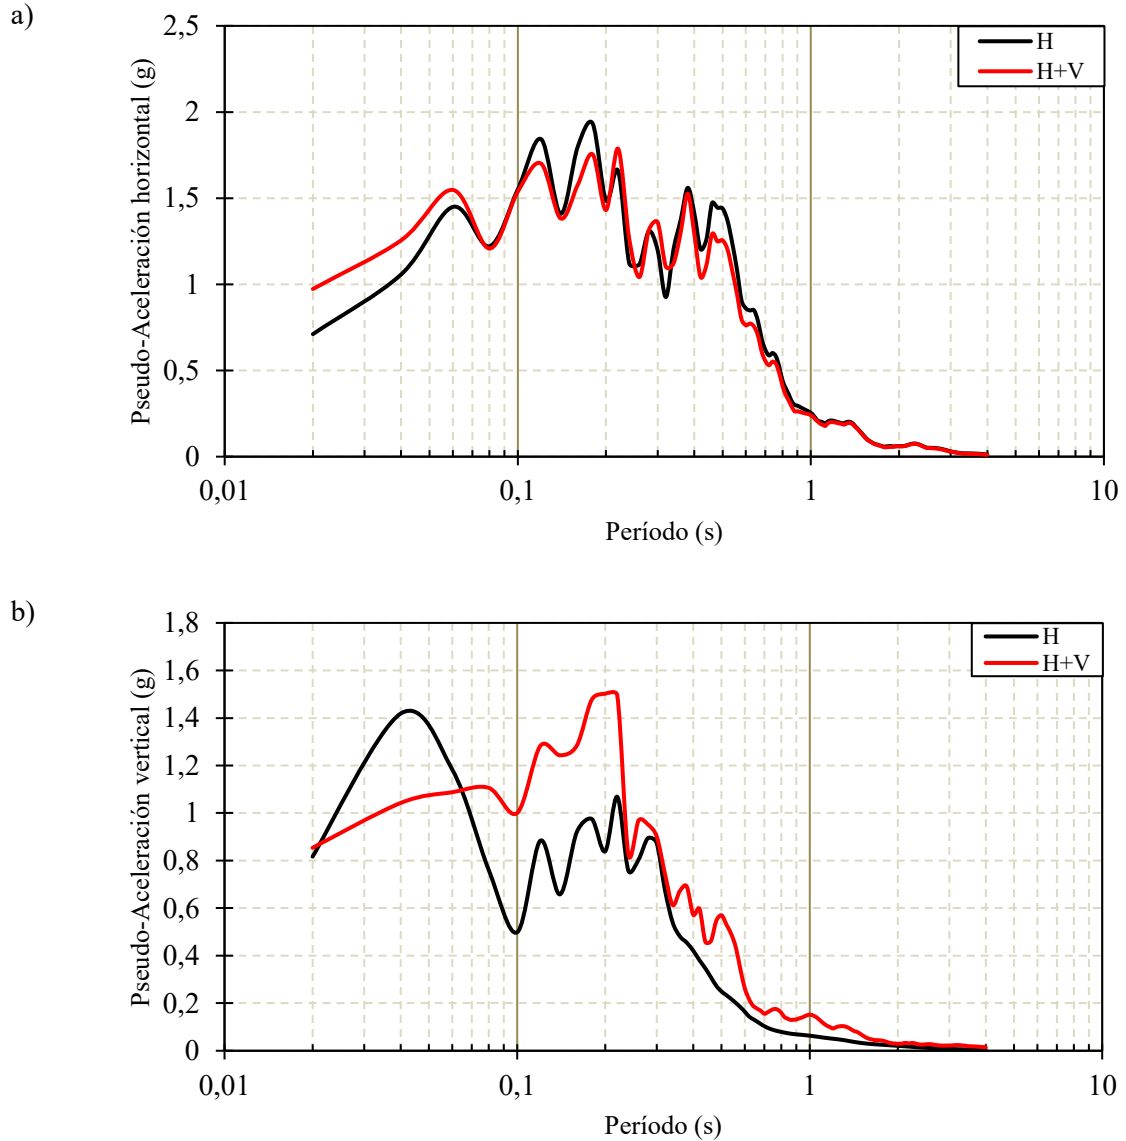 a)
Pseudo-Aceleración horizontal (g)
2,5
2
1,5
1
0,5
0
0,01
0,1
1
10
Período (s)
H
H+V
b)
Pseudo-Aceleración vertical (g)
1,8
1,6
1,4
1,2
1
0,8
0,6
0,4
0,2
0
0,01
0,1
1
10
Período (s)
H
H+V